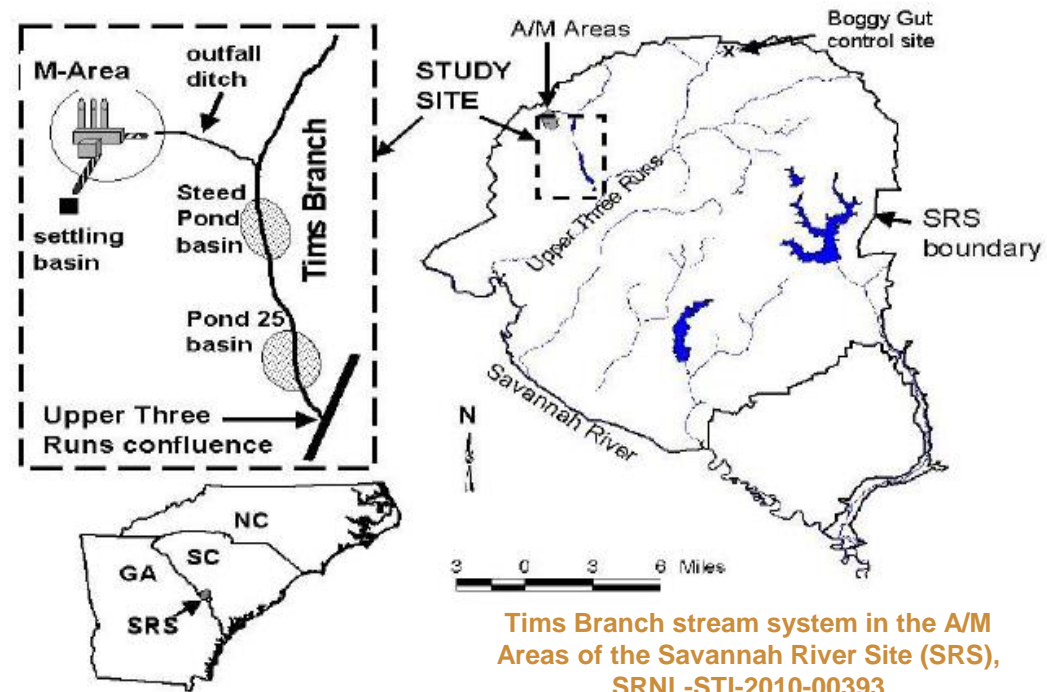 outfall
ditch
M-Area
Tims Branch
Steed
Pond
basin
settling
basin
Pond 25
basin
Upper Three
Runs confluence
A/M Areas
Boggy Gut
control site
x
STUDY
SITE
Upper Three Runs
SRS
boundary
Savannah River
N
3 0 3 6 Miles
NC
SC
GA
SRS
Tims Branch stream system in the A/M
Areas of the Savannah River Site (SRS),
SRNL-STI-2010-00393